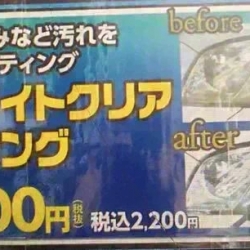 みなど汚れを
ティング
イトクリア
ング
00円(税抜) 税込2,200円
before
after